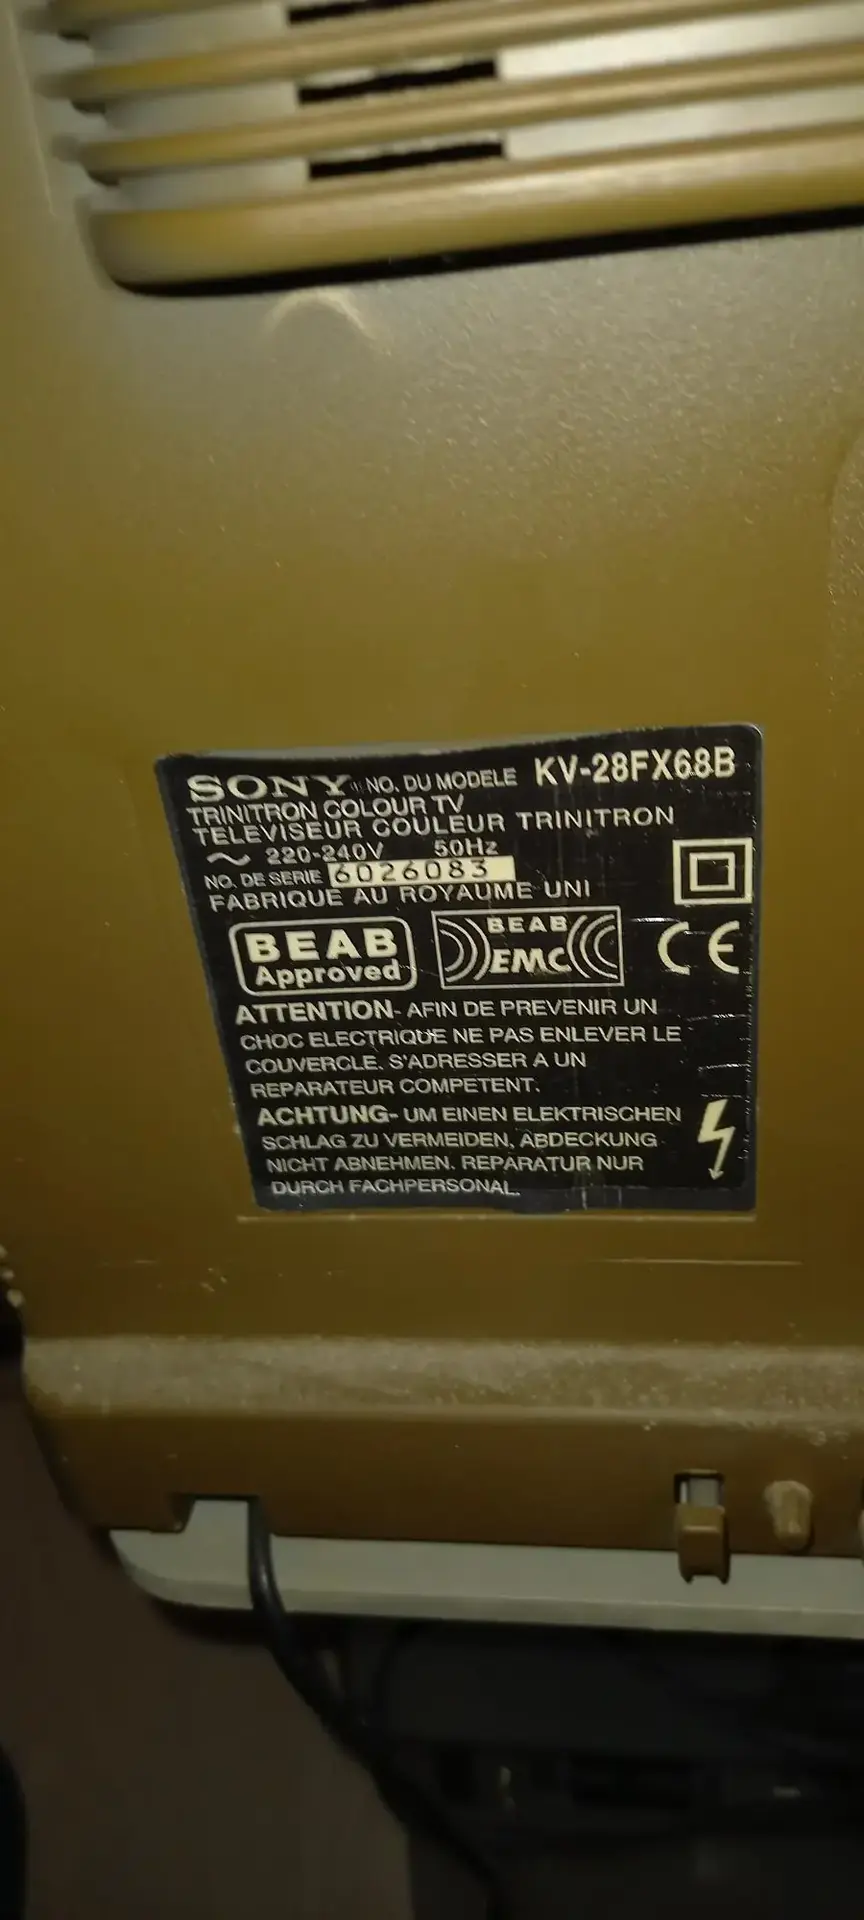 SONY NO. DU MODELE KV-28FX68B
TRINITRON COLOUR TV
TELEVISEUR COULEUR TRINITRON
~ 220-240V 50Hz
NO. DE SERIE 6026083
FABRIQUE AU ROYAUME UNI
BEAB
Approved
BEAB
EMC
CE
ATTENTION- AFIN DE PREVENIR UN
CHOC ELECTRIQUE NE PAS ENLEVER LE
COUVERCLE. S'ADRESSER A UN
REPARATEUR COMPETENT.
ACHTUNG- UM EINEN ELEKTRISCHEN
SCHLAG ZU VERMEIDEN, ABDECKUNG
NICHT ABNEHMEN. REPARATUR NUR
DURCH FACHPERSONAL.